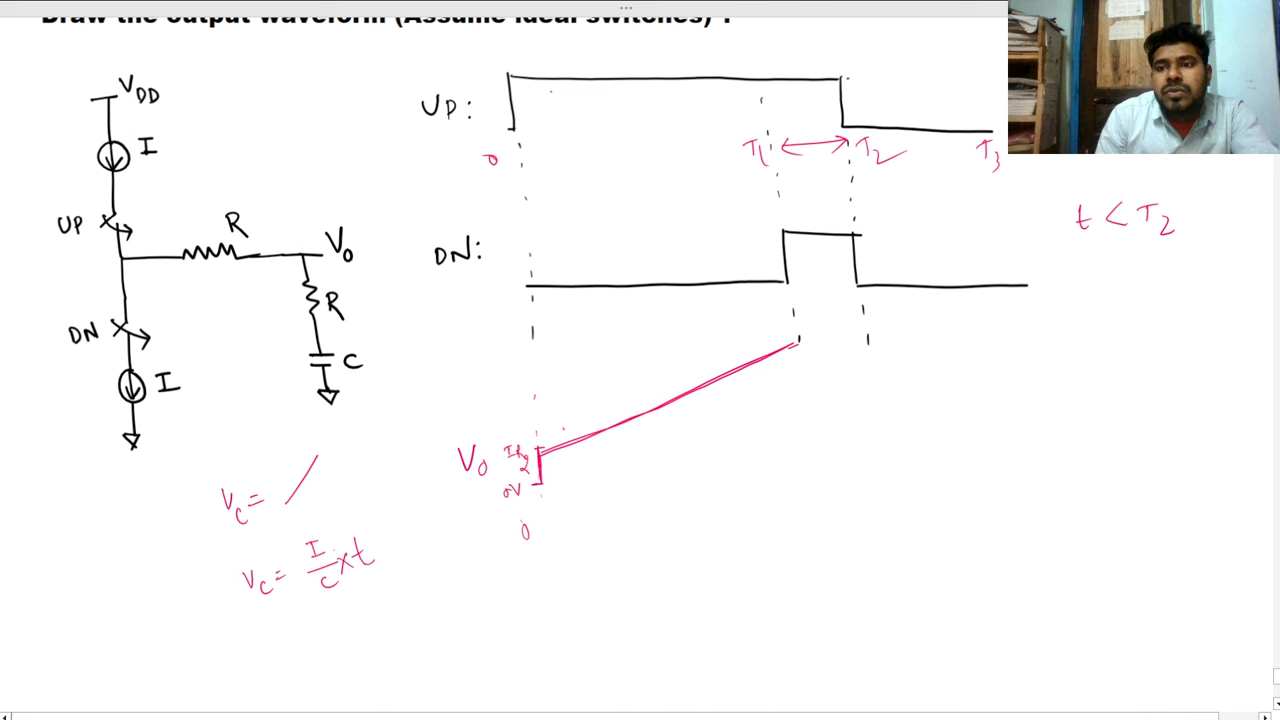 Draw the output waveform (Assume ideal switches) ?
VDD
I
UP
R
Vo
R
C
DN
I
UP:
0
T1
T2
T3
t < T2
DN:
Vo
0V
0
Vc =
Vc = I/C × t